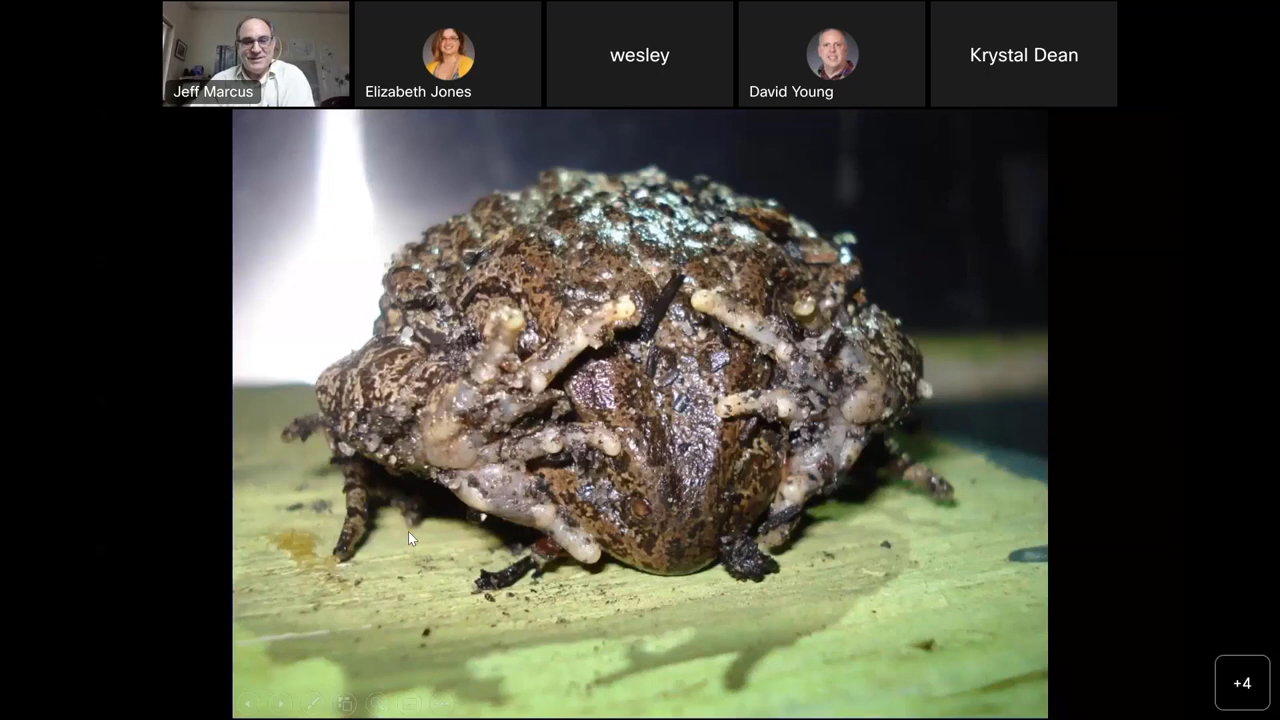 Jeff Marcus
Elizabeth Jones
wesley
David Young
Krystal Dean
+4